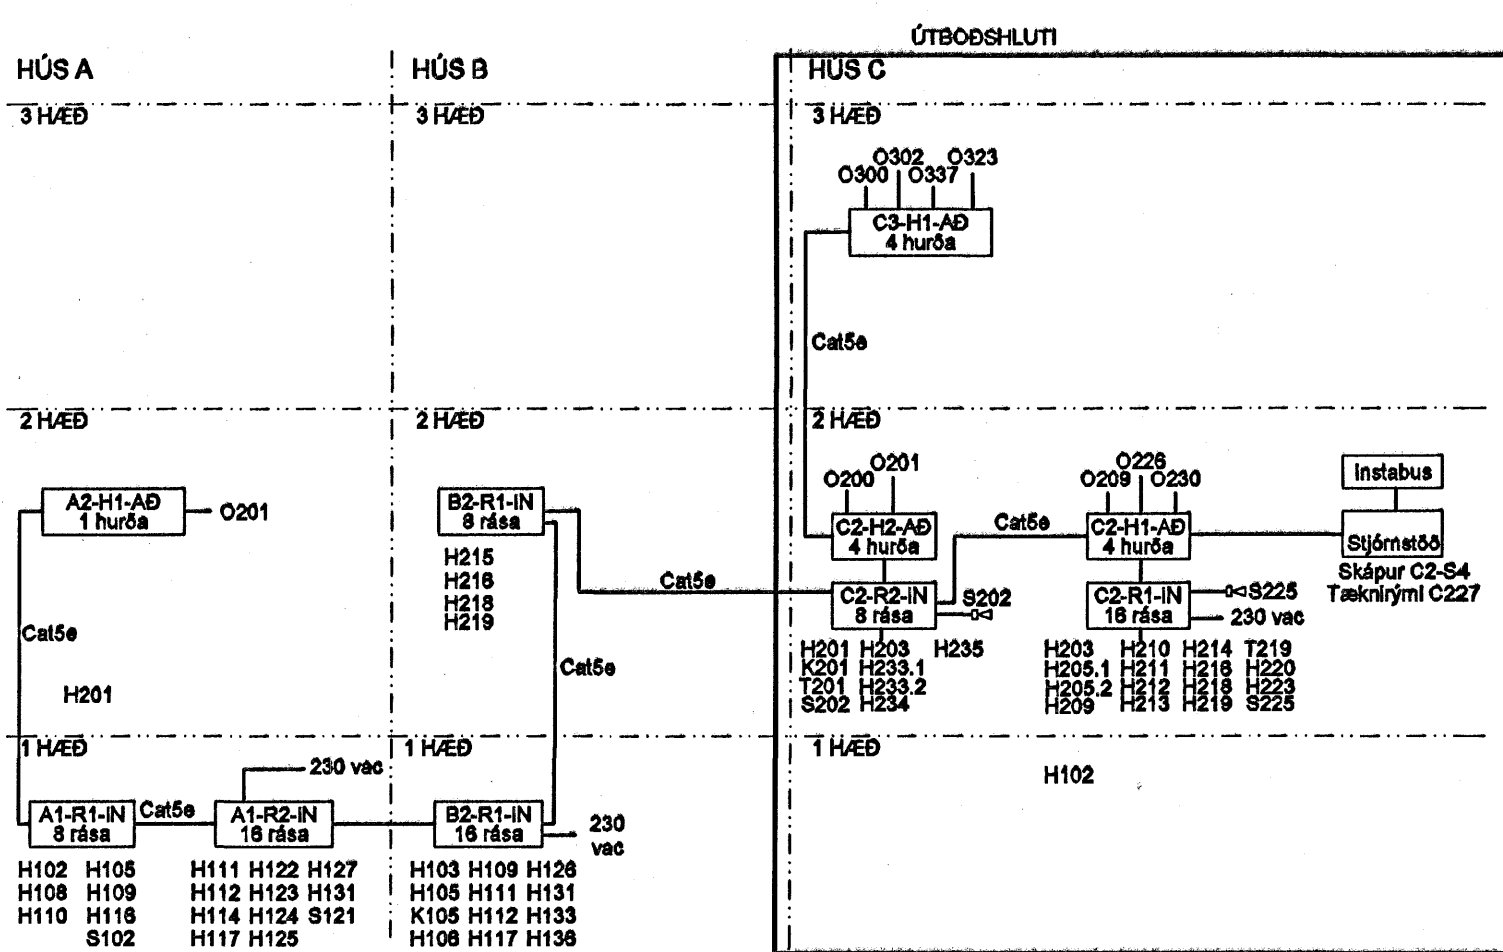 ÚTBOÐSHLUTI
HÚS A
HÚS B
HÚS C
3 HÆÐ
3 HÆÐ
3 HÆÐ
O302 O323
O300 O337
C3-H1-AÐ
4 hurða
Cat5e
2 HÆÐ
2 HÆÐ
2 HÆÐ
A2-H1-AÐ
1 hurða
O201
Cat5e
H201
B2-R1-IN
8 rása
H215
H216
H218
H219
Cat5e
Cat5e
O201
O200
C2-H2-AÐ
4 hurða
C2-R2-IN
8 rása
S202
H201 H203 H235
K201 H233.1
T201 H233.2
S202 H234
Cat5e
O226
O209 O230
C2-H1-AÐ
4 hurða
C2-R1-IN
16 rása
S225
230 vac
H203 H210 H214 T219
H205.1 H211 H216 H220
H205.2 H212 H218 H223
H209 H213 H219 S225
Instabus
Stjórnstöð
Skápur C2-S4
Tæknirými C227
1 HÆÐ
1 HÆÐ
1 HÆÐ
H102
230 vac
A1-R1-IN
8 rása
Cat5e
A1-R2-IN
16 rása
B2-R1-IN
16 rása
230
vac
H102 H105
H108 H109
H110 H116
S102
H111 H122 H127
H112 H123 H131
H114 H124 S121
H117 H125
H103 H109 H126
H105 H111 H131
K105 H112 H133
H106 H117 H136